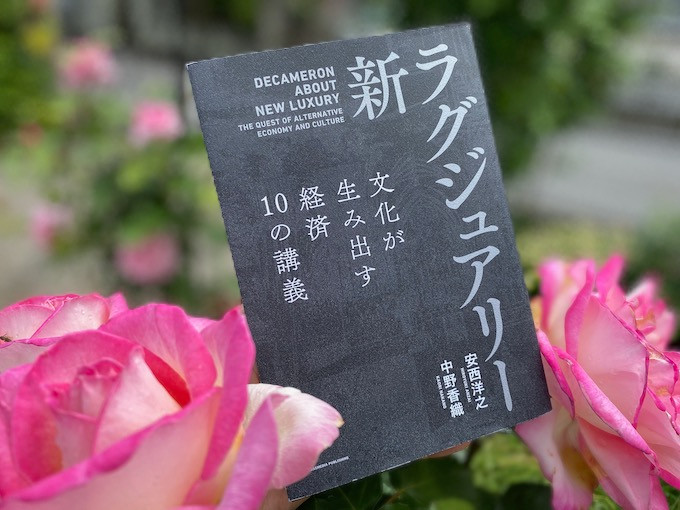 DECAMERON
ABOUT
NEW LUXURY
THE QUEST OF ALTERNATIVE
ECONOMY AND CULTURE
新
ラグジュアリー
文化が
生み出す
経済
10の講義
安西洋之
中野香織